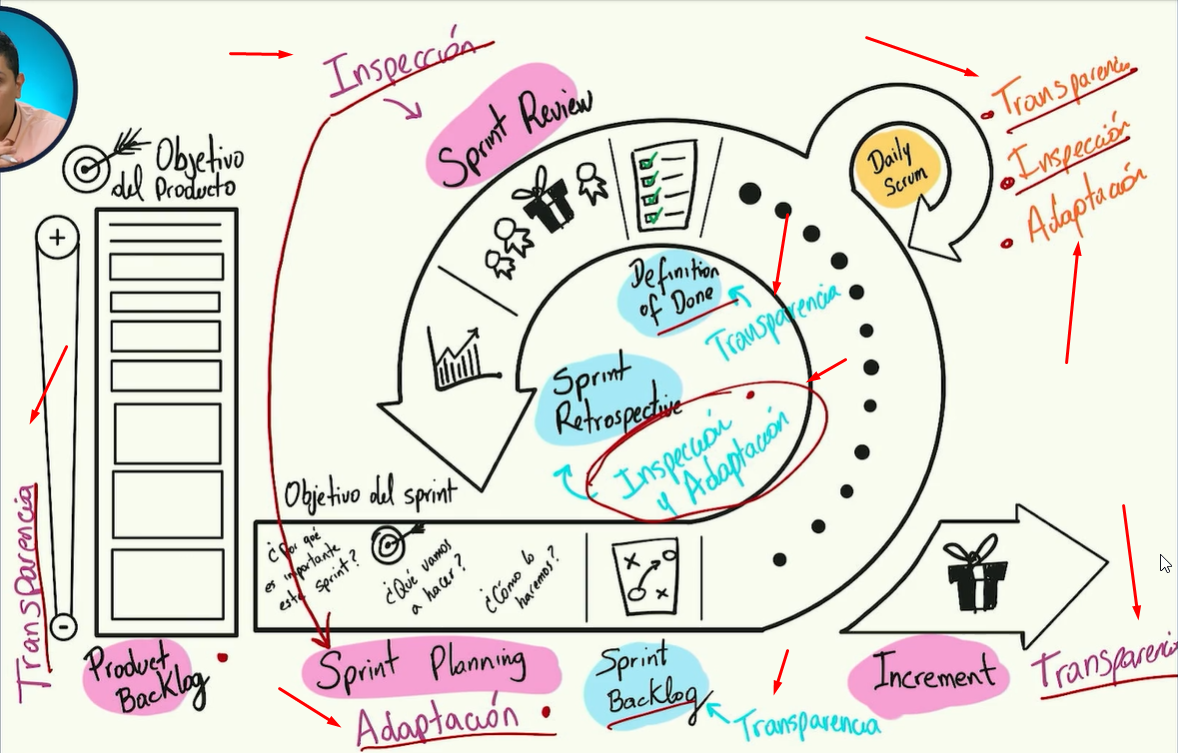 Inspección
Sprint Review
Objetivo
del Producto
+
-
Transparencia
Product
Backlog
Daily
Scrum
Transparencia
Inspección
Adaptación
Definition
of Done
Transparencia
Sprint
Retrospective
Inspección
y Adaptación
Objetivo del sprint
¿Por qué
es importante
este sprint?
¿Qué vamos
a hacer?
¿Cómo lo
haremos?
Sprint Planning
Adaptación
Sprint
Backlog
Transparencia
Increment